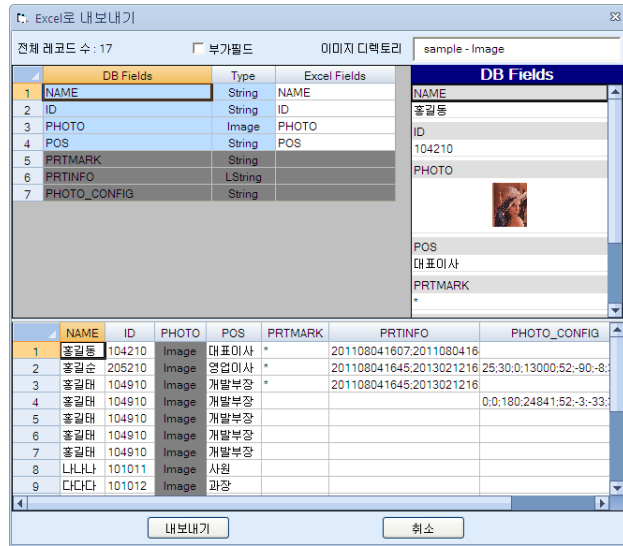 Excel로 내보내기
전체 레코드 수 : 17 부가필드 이미지 디렉토리 sample - Image
DB Fields Type Excel Fields
1 NAME String NAME
2 ID String ID
3 PHOTO Image PHOTO
4 POS String POS
5 PRTMARK String
6 PRTINFO LString
7 PHOTO_CONFIG String
DB Fields
NAME
홍길동
ID
104210
PHOTO
POS
대표이사
PRTMARK
*
NAME ID PHOTO POS PRTMARK PRTINFO PHOTO_CONFIG
1 홍길동 104210 Image 대표이사 * 201108041607;2011080416
2 홍길순 205210 Image 영업이사 * 201108041645;2013021216 25;30;0;13000;52;-90;-8;
3 홍길태 104910 Image 개발부장 * 201108041645;2013021216
4 홍길태 104910 Image 개발부장 0;0;180;24841;52;-3;-33;
5 홍길태 104910 Image 개발부장
6 홍길태 104910 Image 개발부장
7 홍길태 104910 Image 개발부장
8 나나나 101011 Image 사원
9 다다다 101012 Image 과장
내보내기 취소